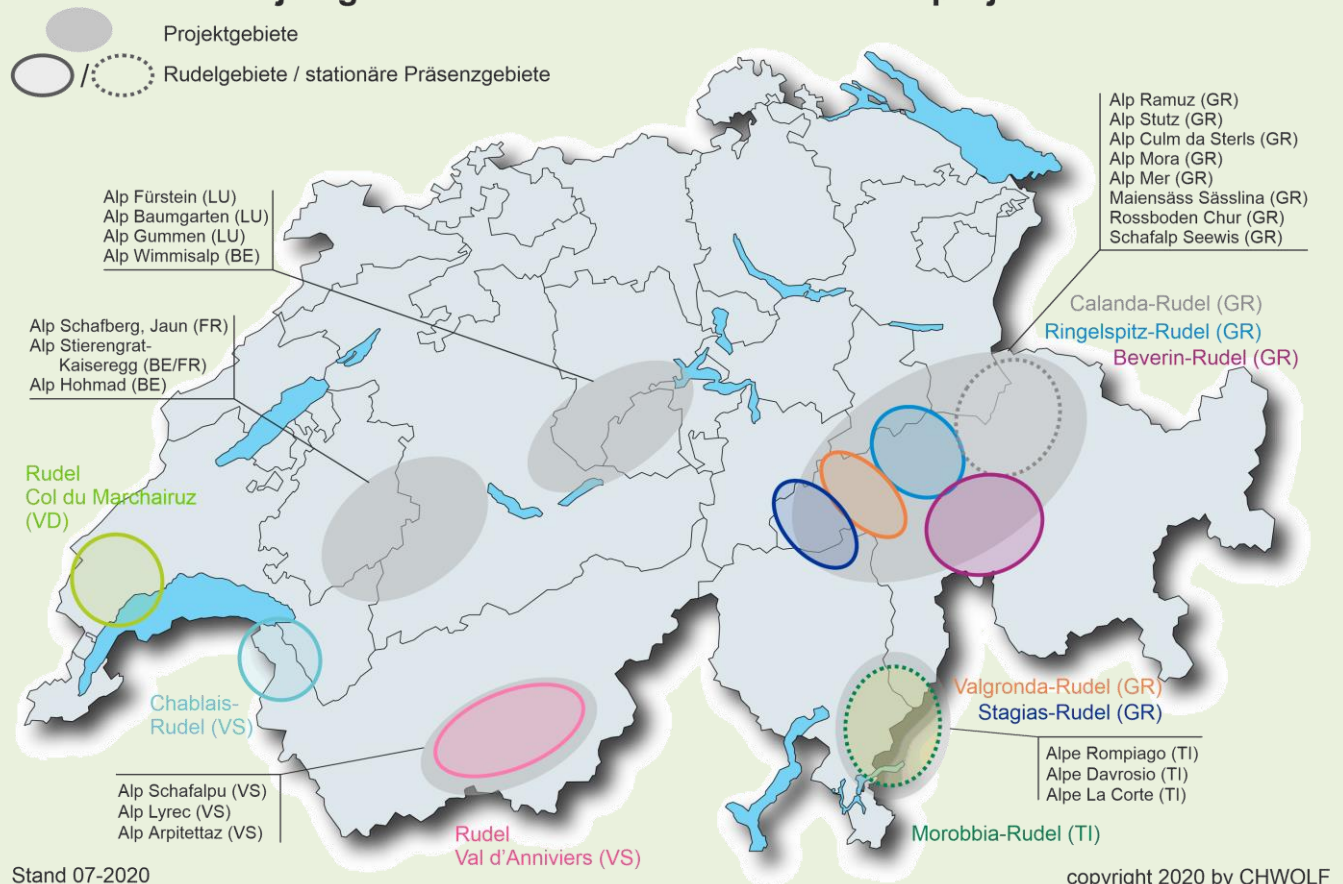 Projektgebiete
/ Rudelgebiete / stationäre Präsenzgebiete
Alp Ramuz (GR)
Alp Stutz (GR)
Alp Culm da Sterls (GR)
Alp Mora (GR)
Alp Mer (GR)
Maiensäss Sässlina (GR)
Rossboden Chur (GR)
Schafalp Seewis (GR)
Alp Fürstein (LU)
Alp Baumgarten (LU)
Alp Gummen (LU)
Alp Wimmisalp (BE)
Calanda-Rudel (GR)
Ringelspitz-Rudel (GR)
Beverin-Rudel (GR)
Alp Schafberg, Jaun (FR)
Alp Stierengrat-
Kaiseregg (BE/FR)
Alp Hohmad (BE)
Rudel
Col du Marchairuz
(VD)
Chablais-
Rudel (VS)
Valgronda-Rudel (GR)
Stagias-Rudel (GR)
Alpe Rompiago (TI)
Alpe Davrosio (TI)
Alpe La Corte (TI)
Alp Schafalpu (VS)
Alp Lyrec (VS)
Alp Arpitettaz (VS)
Rudel
Val d'Anniviers (VS)
Morobbia-Rudel (TI)
Stand 07-2020
copyright 2020 by CHWOLF